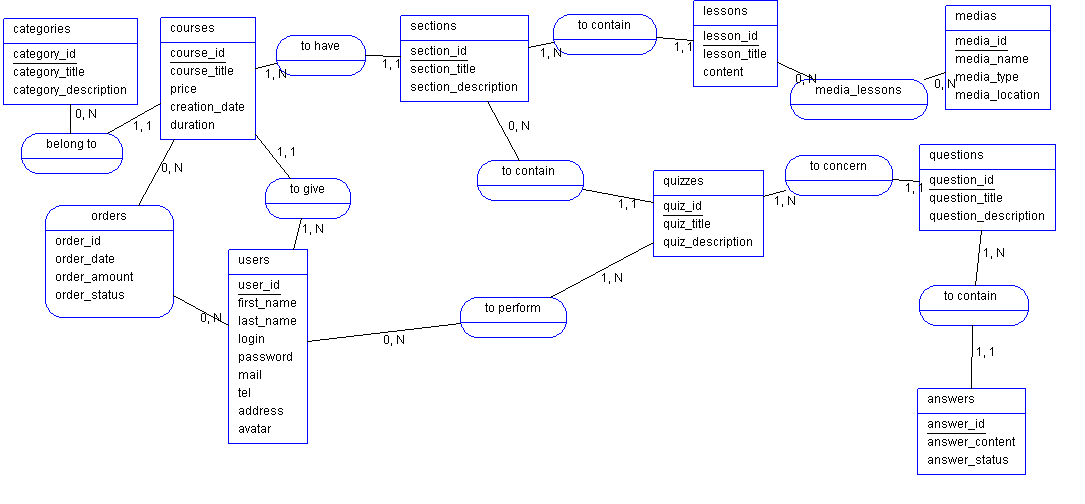 categories
category_id
category_title
category_description
0, N
belong to
1, 1
courses
course_id
course_title
price
creation_date
duration
to have
1, N
1, 1
sections
section_id
section_title
section_description
to contain
1, N
1, 1
lessons
lesson_id
lesson_title
content
0, N
media_lessons
0, N
medias
media_id
media_name
media_type
media_location
0, N
orders
order_id
order_date
order_amount
order_status
0, N
1, 1
to give
1, N
users
user_id
first_name
last_name
login
password
mail
tel
address
avatar
0, N
to contain
1, 1
quizzes
quiz_id
quiz_title
quiz_description
1, N
to perform
0, N
to concern
1, N
1, 1
questions
question_id
question_title
question_description
1, N
to contain
1, 1
answers
answer_id
answer_content
answer_status